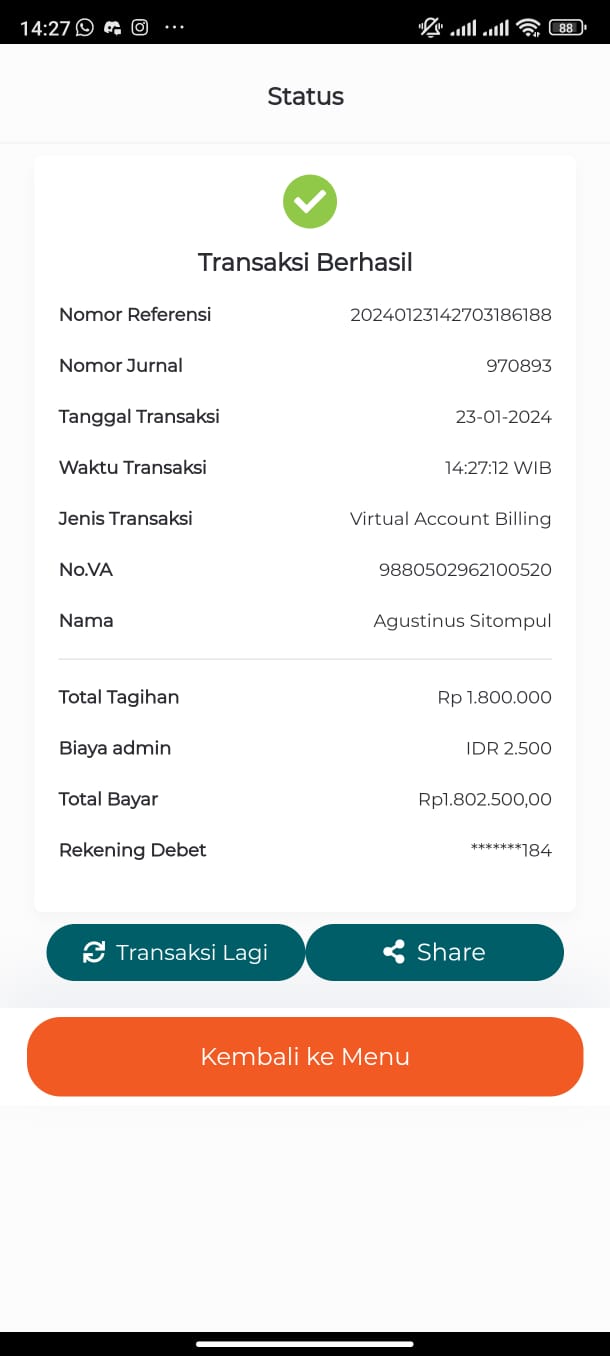 14:27
88
Status
Transaksi Berhasil
Nomor Referensi 20240123142703186188
Nomor Jurnal 970893
Tanggal Transaksi 23-01-2024
Waktu Transaksi 14:27:12 WIB
Jenis Transaksi Virtual Account Billing
No.VA 9880502962100520
Nama Agustinus Sitompul
Total Tagihan Rp 1.800.000
Biaya admin IDR 2.500
Total Bayar Rp1.802.500,00
Rekening Debet *******184
Transaksi Lagi Share
Kembali ke Menu